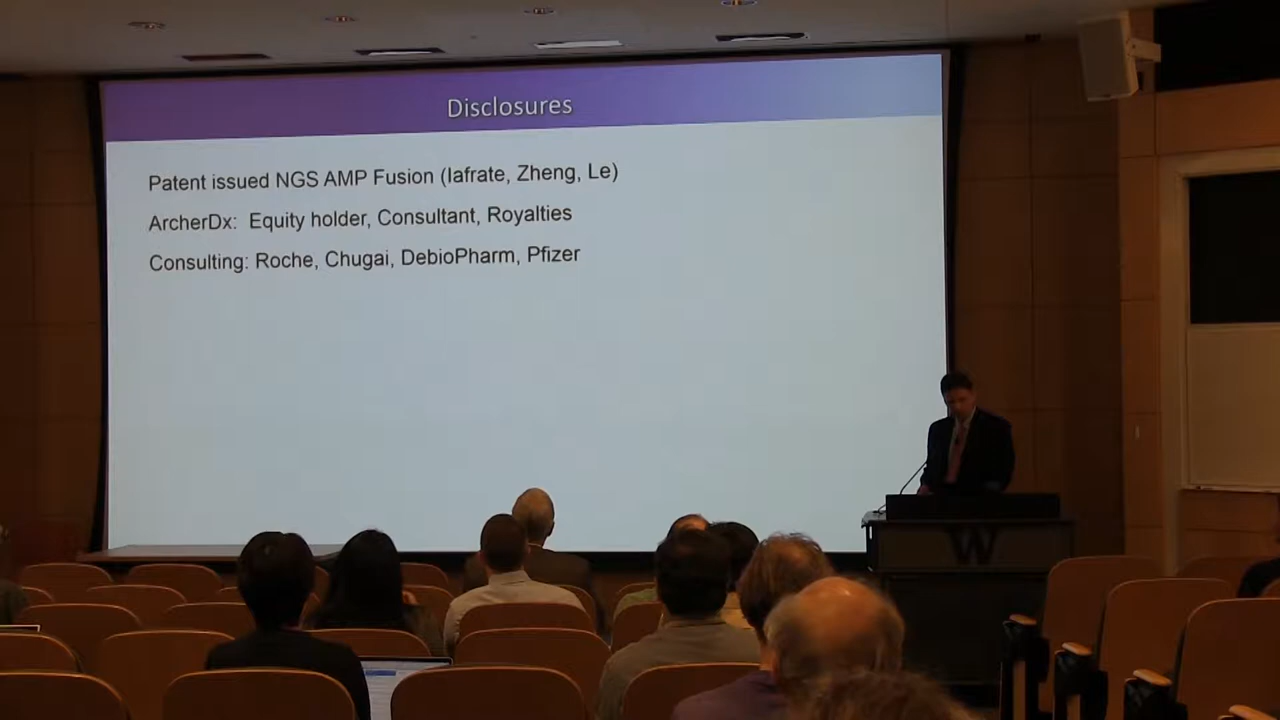 Disclosures
Patent issued NGS AMP Fusion (Iafrate, Zheng, Le)
ArcherDx: Equity holder, Consultant, Royalties
Consulting: Roche, Chugai, DebioPharm, Pfizer
W